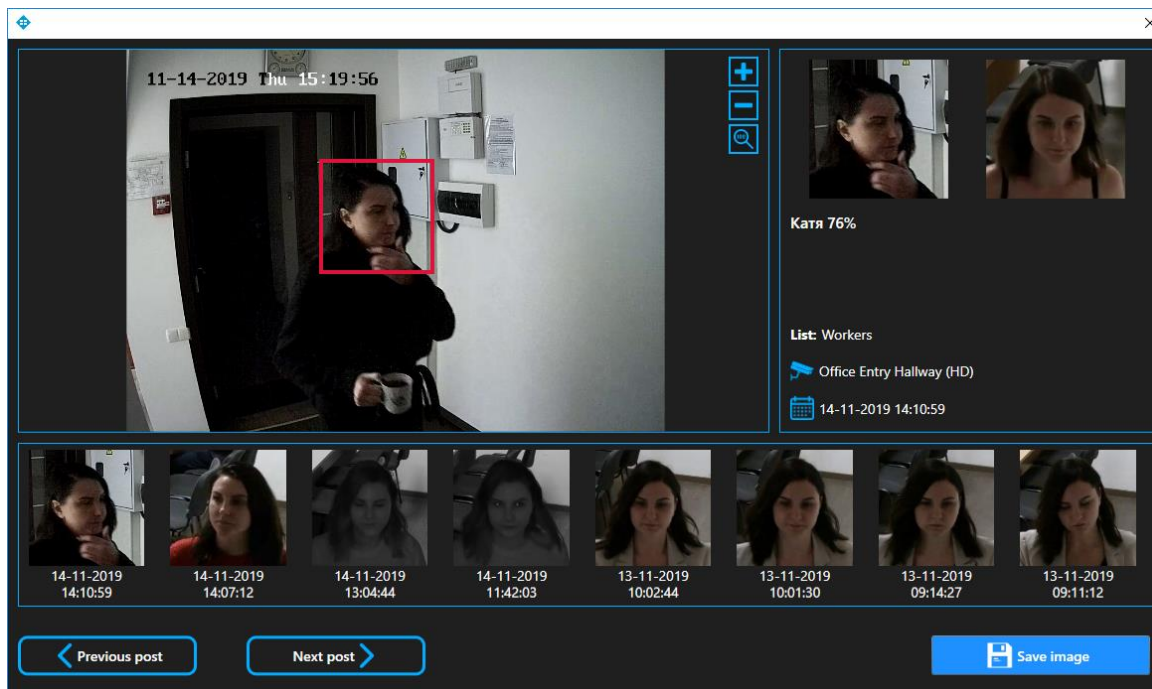 11-14-2019 Thu 15:19:56
Катя 76%
List: Workers
Office Entry Hallway (HD)
14-11-2019 14:10:59
14-11-2019
14:10:59
14-11-2019
14:07:12
14-11-2019
13:04:44
14-11-2019
11:42:03
13-11-2019
10:02:44
13-11-2019
10:01:30
13-11-2019
09:14:27
13-11-2019
09:11:12
Previous post
Next post
Save image